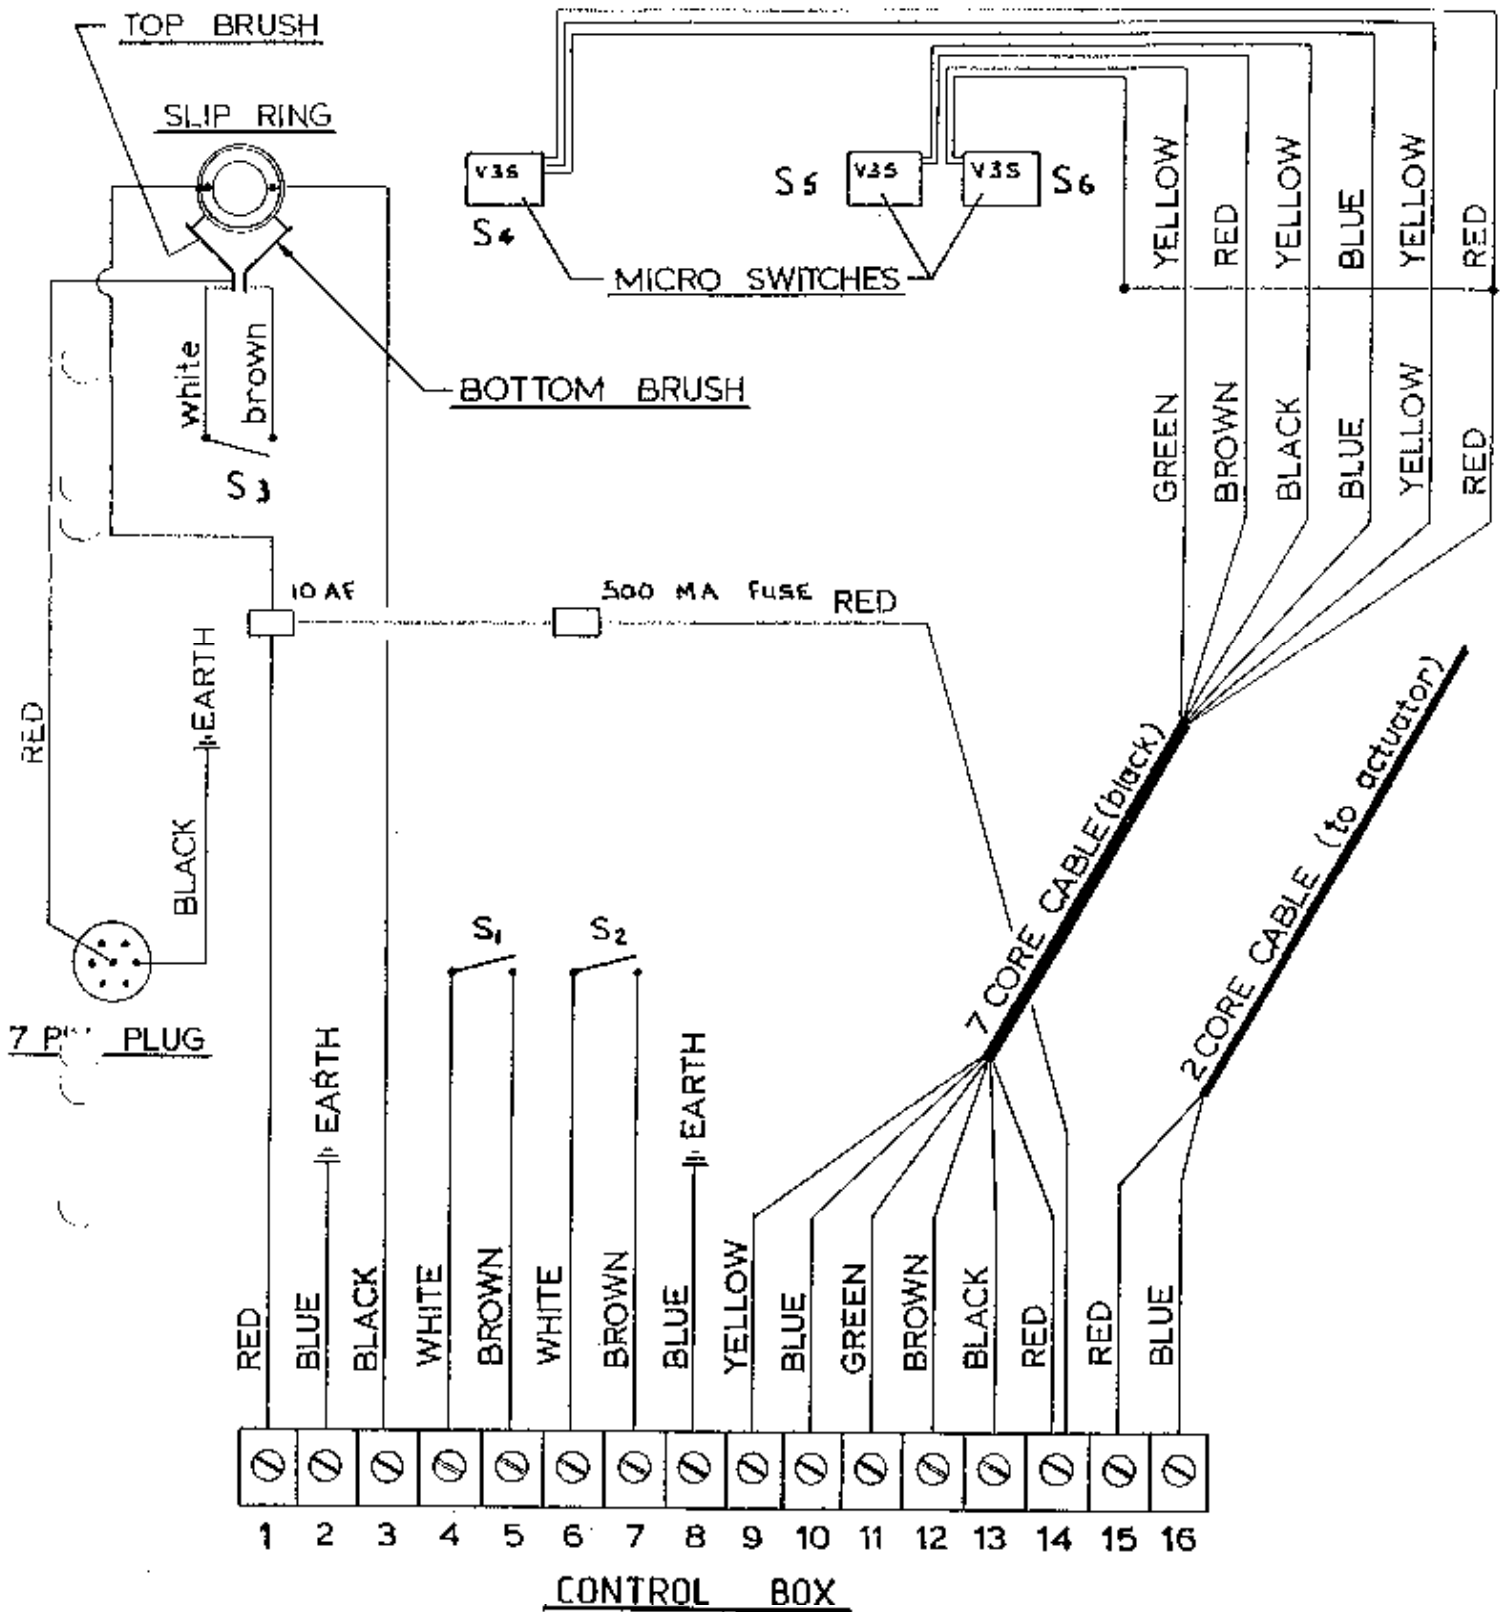 TOP BRUSH
SLIP RING
V3S
S4
S5
V3S
V3S
S6
MICRO SWITCHES
YELLOW
RED
YELLOW
BLUE
YELLOW
RED
white
brown
BOTTOM BRUSH
S3
GREEN
BROWN
BLACK
BLUE
YELLOW
RED
10 AF
500 MA FUSE
RED
RED
EARTH
BLACK
7 CORE CABLE (black)
2 CORE CABLE (to actuator)
S1
S2
7 PLUG
EARTH
EARTH
RED
BLUE
BLACK
WHITE
BROWN
WHITE
BROWN
BLUE
YELLOW
BLUE
GREEN
BROWN
BLACK
RED
RED
BLUE
1 2 3 4 5 6 7 8 9 10 11 12 13 14 15 16
CONTROL BOX